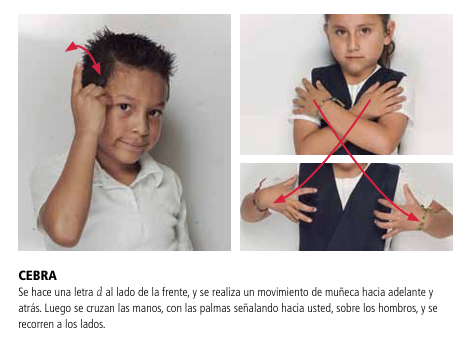 CEBRA
Se hace una letra d al lado de la frente, y se realiza un movimiento de muñeca hacia adelante y
atrás. Luego se cruzan las manos, con las palmas señalando hacia usted, sobre los hombros, y se
recorren a los lados.